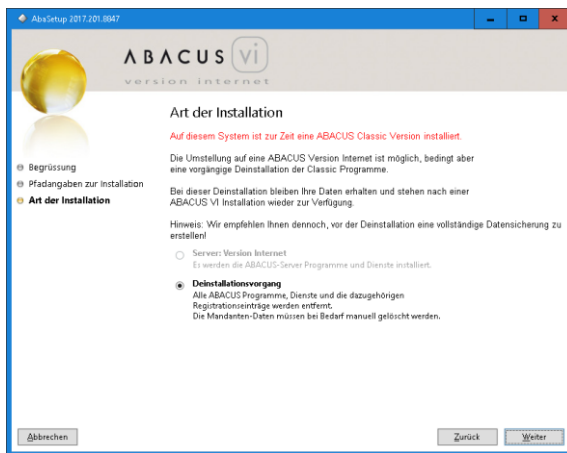 AbaSetup 2017.201.8847
ABACUS vi
version internet
Art der Installation
Auf diesem System ist zur Zeit eine ABACUS Classic Version installiert.
Die Umstellung auf eine ABACUS Version Internet ist möglich, bedingt aber
eine vorgängige Deinstallation der Classic Programme.
Begrüssung
Pfadangaben zur Installation
Art der Installation
Bei dieser Deinstallation bleiben Ihre Daten erhalten und stehen nach einer
ABACUS VI Installation wieder zur Verfügung.
Hinweis: Wir empfehlen Ihnen dennoch, vor der Deinstallation eine vollständige Datensicherung zu
erstellen!
Server: Version Internet
Es werden die ABACUS-Server Programme und Dienste installiert.
Deinstallationsvorgang
Alle ABACUS Programme, Dienste und die dazugehörigen
Registrationseinträge werden entfernt.
Die Mandanten-Daten müssen bei Bedarf manuell gelöscht werden.
Abbrechen
Zurück
Weiter